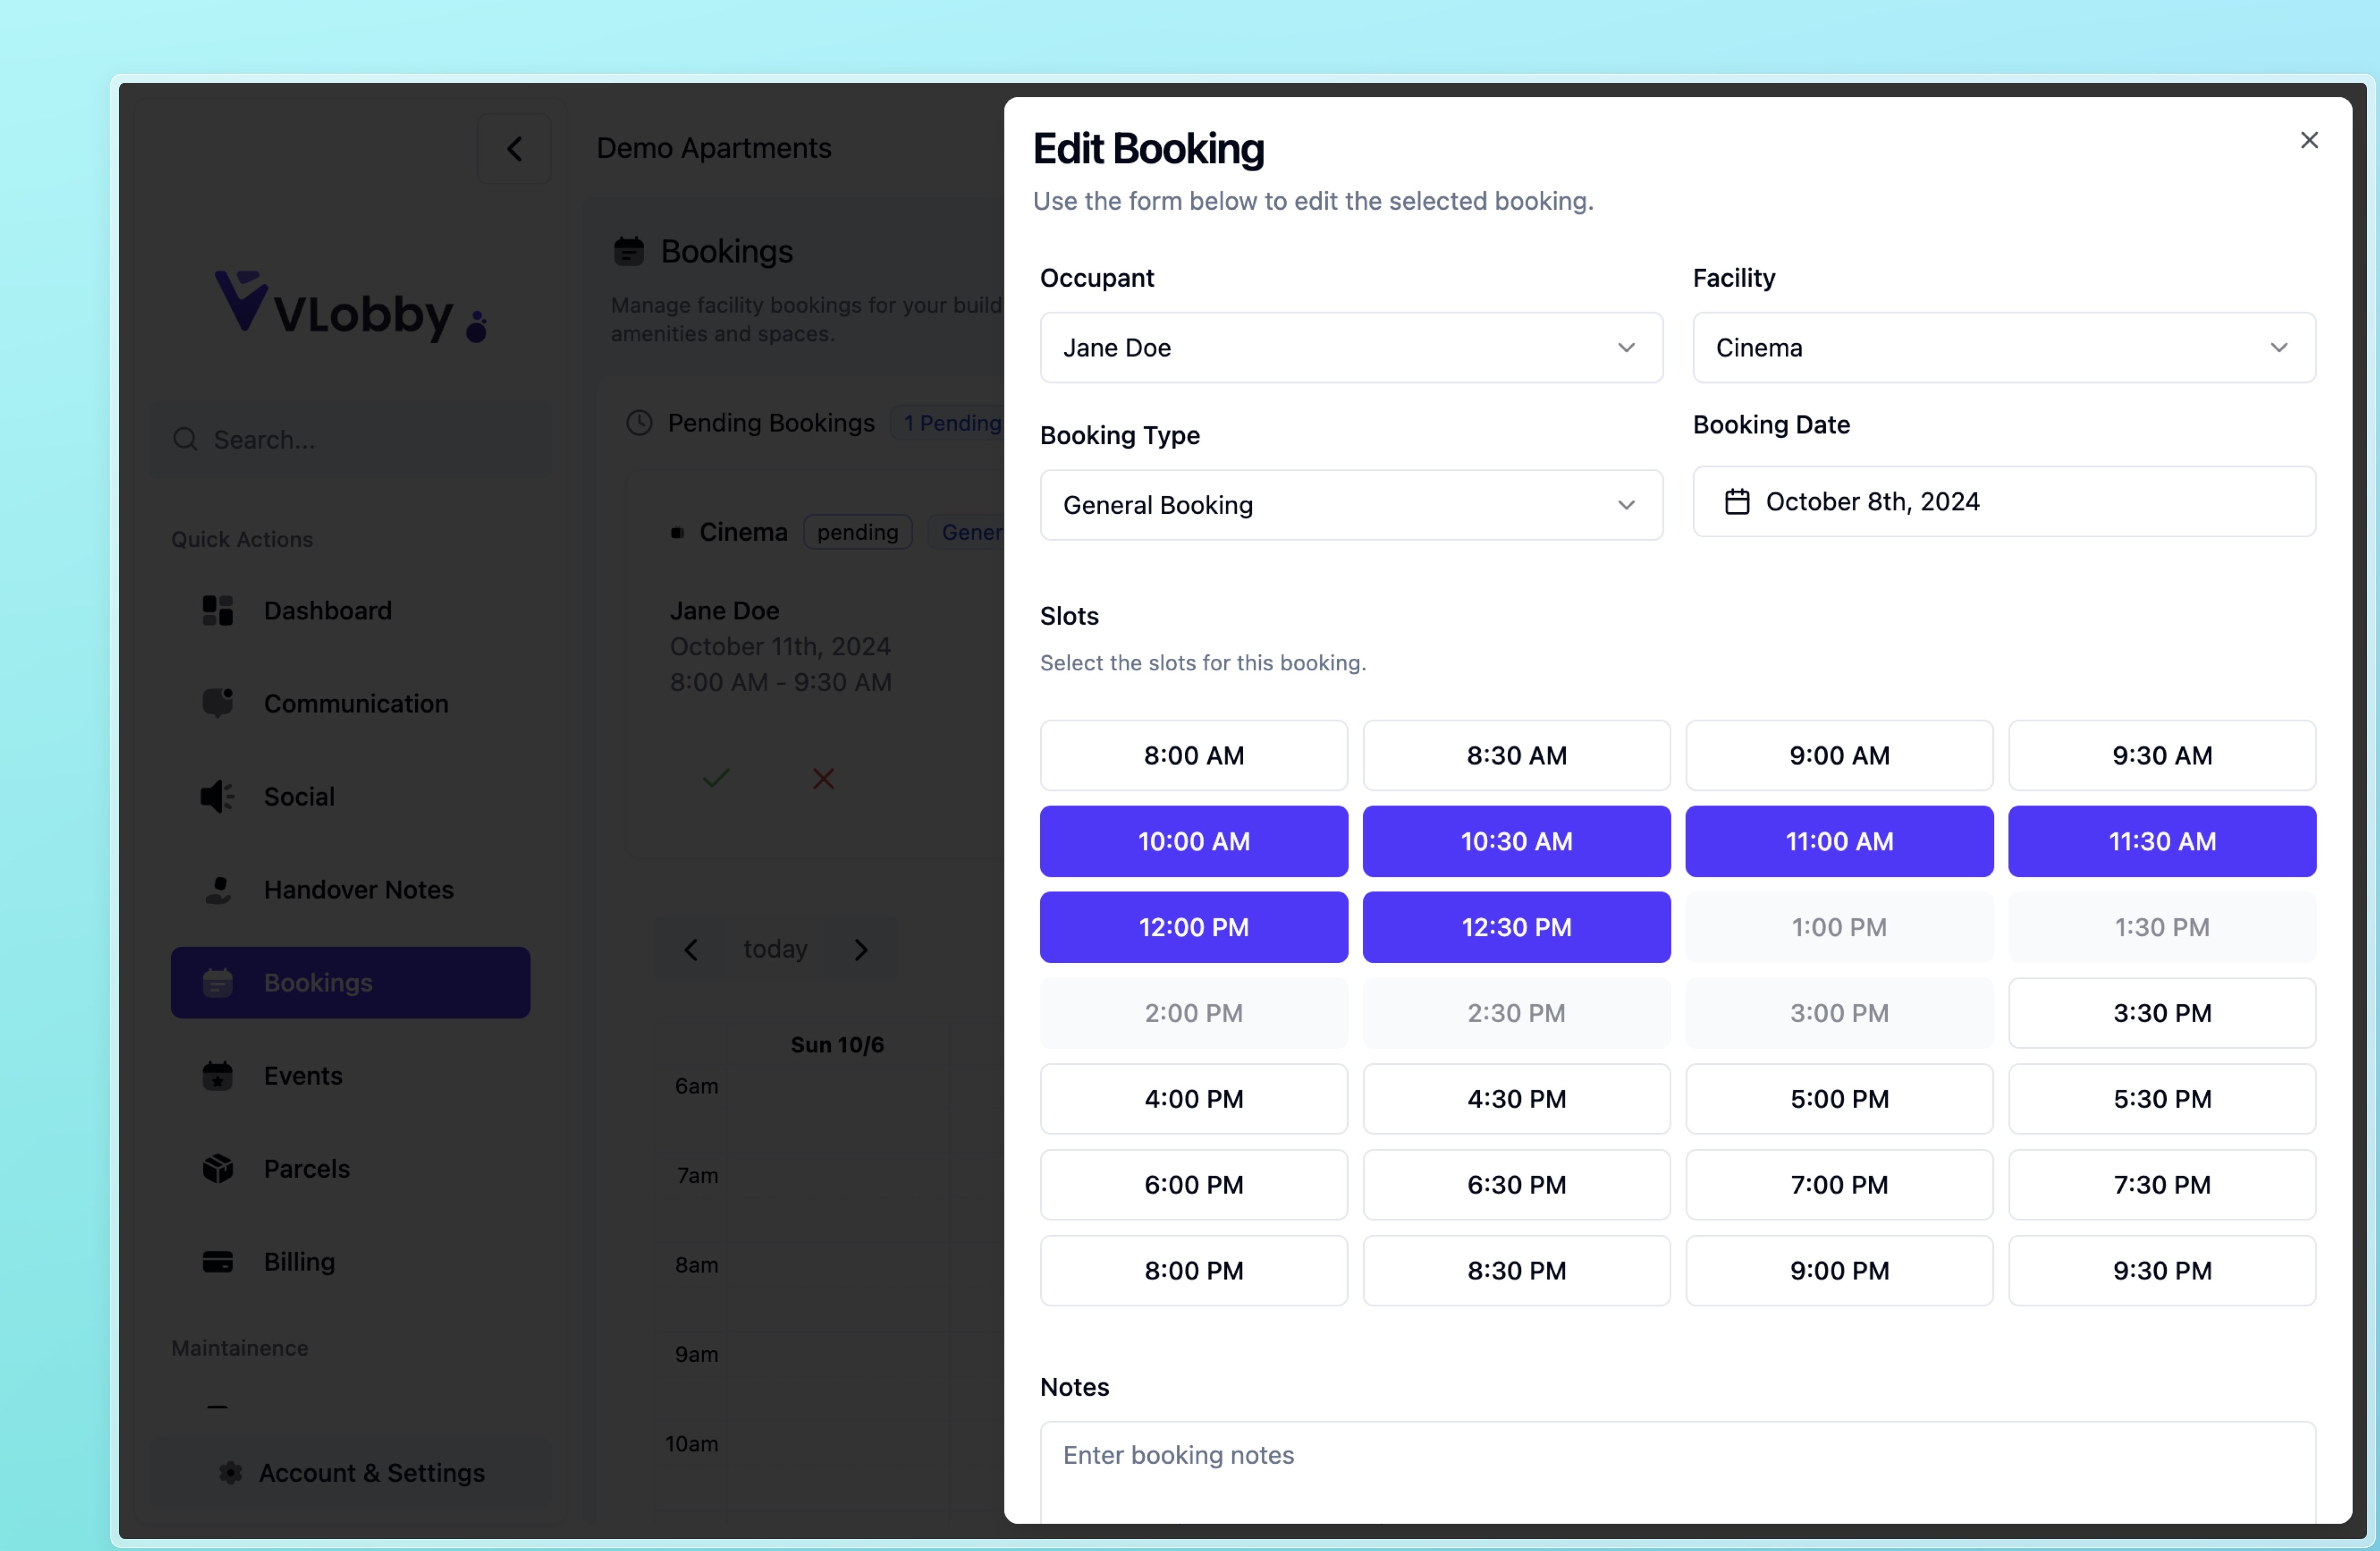 Demo Apartments
VLobby
Search...
Quick Actions
Dashboard
Communication
Social
Handover Notes
Bookings
Events
Parcels
Billing
Maintainence
Account & Settings
Bookings
Manage facility bookings for your build
amenities and spaces.
Pending Bookings 1 Pending
Cinema pending Gener
Jane Doe
October 11th, 2024
8:00 AM - 9:30 AM
today
Sun 10/6
6am
7am
8am
9am
10am
Edit Booking
Use the form below to edit the selected booking.
Occupant Facility
Jane Doe Cinema
Booking Type Booking Date
General Booking October 8th, 2024
Slots
Select the slots for this booking.
8:00 AM 8:30 AM 9:00 AM 9:30 AM
10:00 AM 10:30 AM 11:00 AM 11:30 AM
12:00 PM 12:30 PM 1:00 PM 1:30 PM
2:00 PM 2:30 PM 3:00 PM 3:30 PM
4:00 PM 4:30 PM 5:00 PM 5:30 PM
6:00 PM 6:30 PM 7:00 PM 7:30 PM
8:00 PM 8:30 PM 9:00 PM 9:30 PM
Notes
Enter booking notes